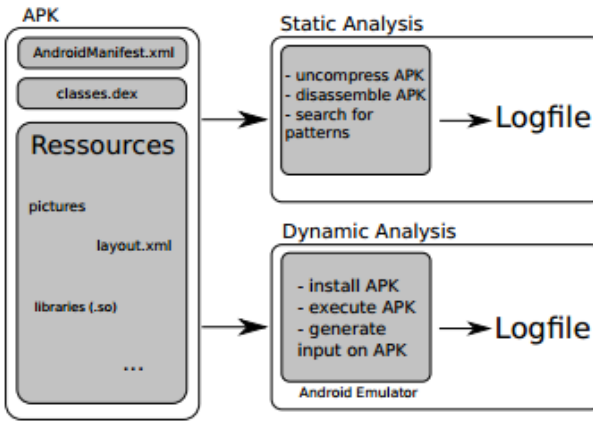 APK
AndroidManifest.xml
classes.dex
Ressources
pictures
layout.xml
libraries (.so)
...
Static Analysis
- uncompress APK
- disassemble APK
- search for
patterns
Logfile
Dynamic Analysis
- install APK
- execute APK
- generate
input on APK
Android Emulator
Logfile